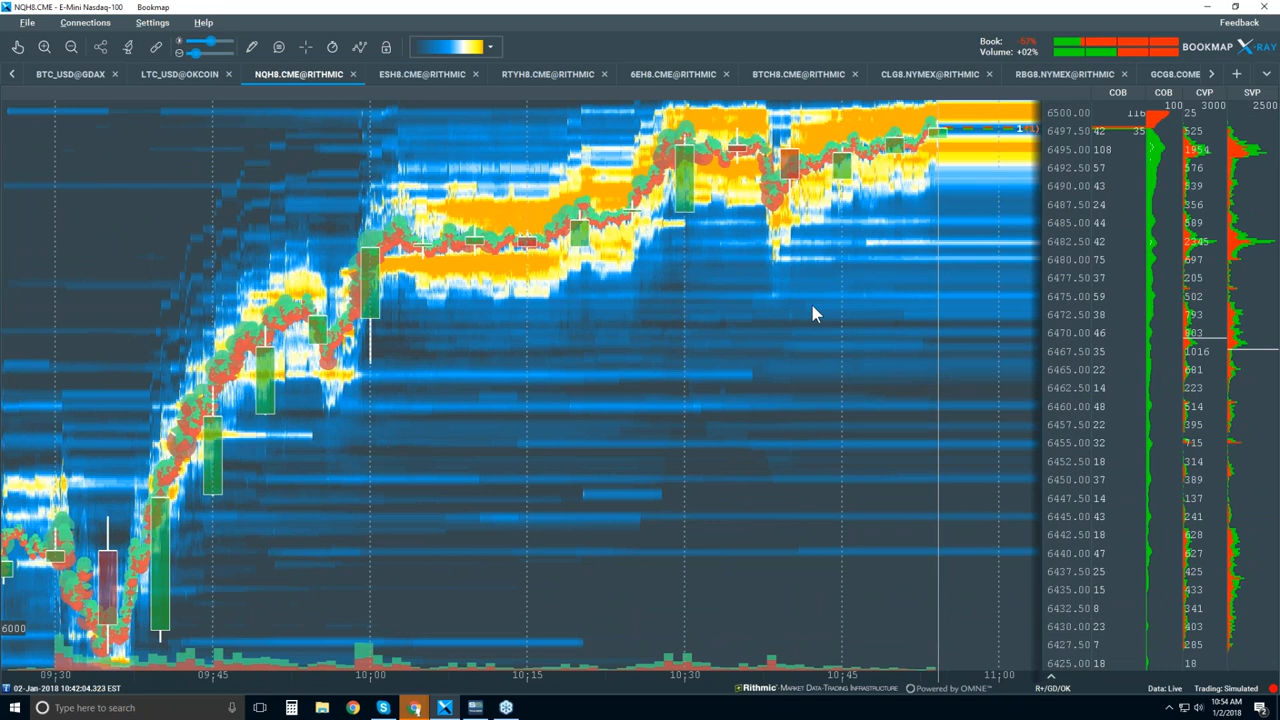 NQH8.CME - E-Mini Nasdaq-100 Bookmap
File Connections Settings Help Feedback
Book: -57%
Volume: +02%
BOOKMAP X-RAY
BTC_USD@GDAX LTC_USD@OKCOIN NQH8.CME@RITHMIC ESH8.CME@RITHMIC RTYH8.CME@RITHMIC 6EH8.CME@RITHMIC BTCH8.CME@RITHMIC CLG8.NYMEX@RITHMIC RBG8.NYMEX@RITHMIC GCG8.COME
COB COB CVP SVP
100 3000 2500
6500.00 116 25
6497.50 42 35 525
6495.00 108 1954
6492.50 57 576
6490.00 43 539
6487.50 24 356
6485.00 44 589
6482.50 42 2345
6480.00 75 697
6477.50 37 205
6475.00 59 502
6472.50 38 793
6470.00 46 803
6467.50 35 1016
6465.00 22 601
6462.50 14 223
6460.00 48 514
6457.50 22 395
6455.00 32 715
6452.50 18 314
6450.00 37 389
6447.50 14 137
6445.00 43 241
6442.50 18 628
6440.00 47 627
6437.50 25 425
6435.00 15 433
6432.50 8 341
6430.00 23 403
6427.50 7 285
6425.00 18 18
6000
09:30 09:45 10:00 10:15 10:30 10:45 11:00
02-Jan-2018 10:42:04.323 EST Rithmic - MARKET DATA-TRADING INFRASTRUCTURE Powered by OMNE™ R+/GD/OK Data: Live Trading: Simulated
Type here to search
10:54 AM
1/2/2018